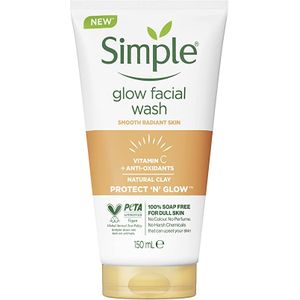 NEW
Simple®
glow facial
wash
SMOOTH RADIANT SKIN
VITAMIN C
+ ANTI-OXIDANTS
NATURAL CLAY
PROTECT 'N' GLOW™
PETA
Vegan
100% SOAP FREE
FOR DULL SKIN
No Colour. No Perfume.
No Harsh Chemicals
that can upset your skin
150 mL ℮